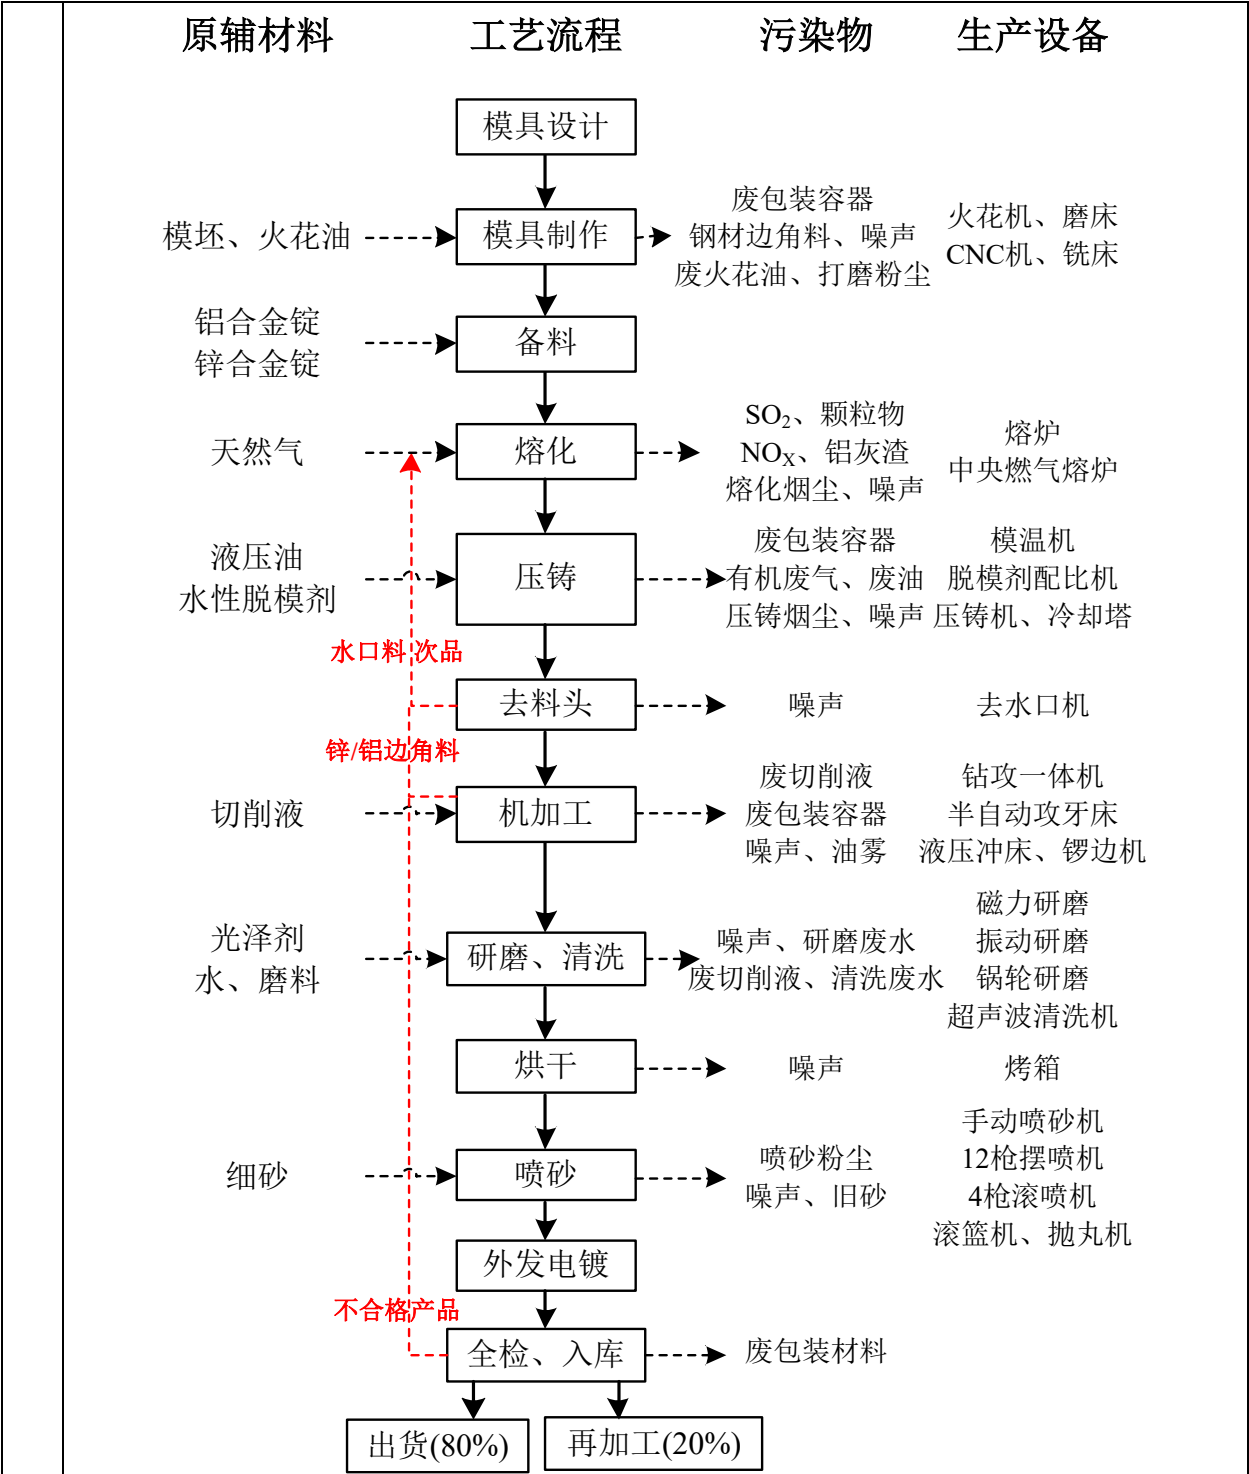 原辅材料 工艺流程 污染物 生产设备
模具设计
模坯、火花油
模具制作
废包装容器
钢材边角料、噪声
废火花油、打磨粉尘
火花机、磨床
CNC机、铣床
铝合金锭
锌合金锭
备料
天然气
熔化
SO₂、颗粒物
NOX、铝灰渣
熔化烟尘、噪声
熔炉
中央燃气熔炉
液压油
水性脱模剂
压铸
废包装容器
有机废气、废油
压铸烟尘、噪声
模温机
脱模剂配比机
压铸机、冷却塔
水口料 次品
去料头
噪声
去水口机
锌/铝边角料
切削液
机加工
废切削液
废包装容器
噪声、油雾
钻攻一体机
半自动攻牙床
液压冲床、锣边机
光泽剂
水、磨料
研磨、清洗
噪声、研磨废水
废切削液、清洗废水
磁力研磨
振动研磨
锅轮研磨
超声波清洗机
烘干
噪声
烤箱
细砂
喷砂
喷砂粉尘
噪声、旧砂
手动喷砂机
12枪摆喷机
4枪滚喷机
滚篮机、抛丸机
外发电镀
不合格产品
全检、入库
废包装材料
出货(80%)
再加工(20%)